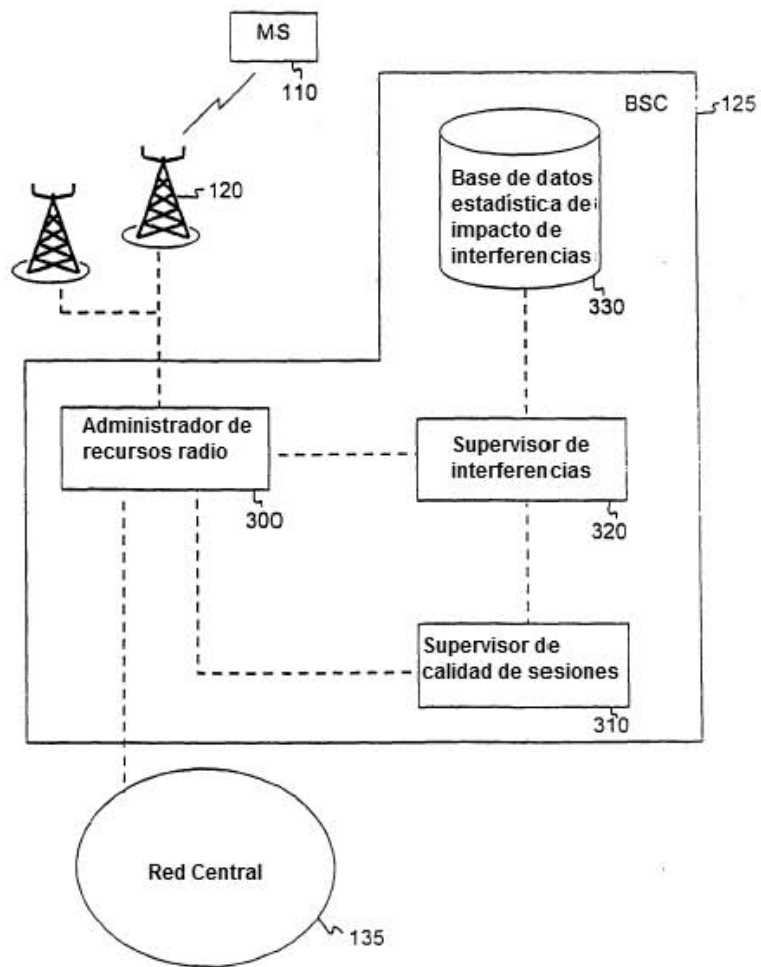 MS
110
BSC
125
120
Base de datos
estadística de
impacto de
interferencias
330
Administrador de
recursos radio
300
Supervisor de
interferencias
320
Supervisor de
calidad de sesiones
310
Red Central
135